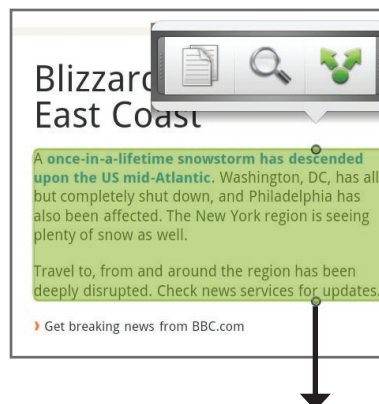 Blizzard
East Coast
A once-in-a-lifetime snowstorm has descended
upon the US mid-Atlantic. Washington, DC, has all
but completely shut down, and Philadelphia has
also been affected. The New York region is seeing
plenty of snow as well.
Travel to, from and around the region has been
deeply disrupted. Check news services for updates.
› Get breaking news from BBC.com